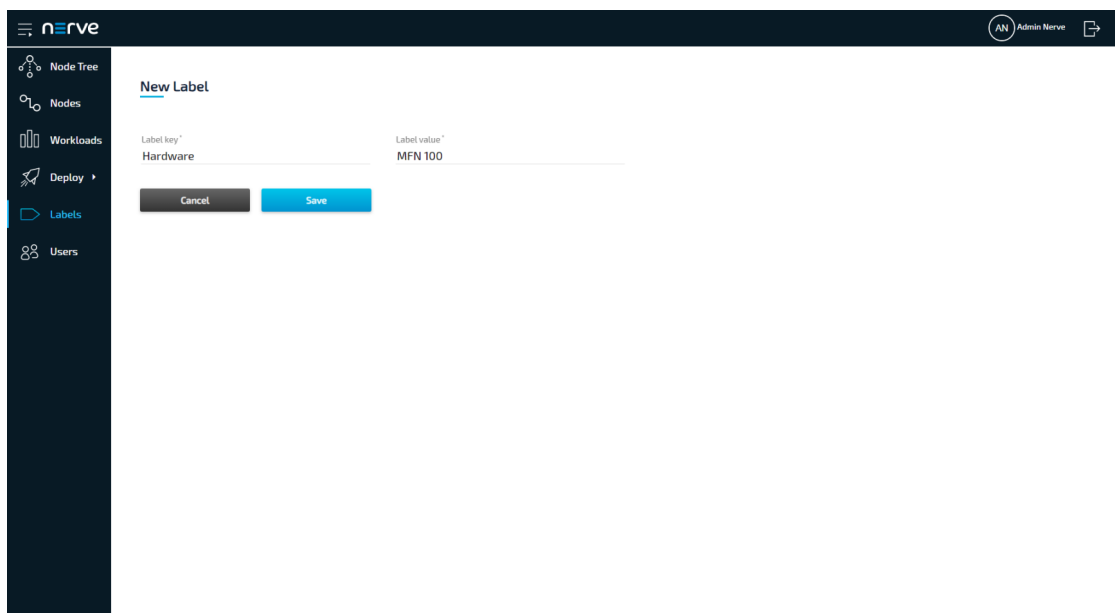 nerve
AN Admin Nerve
Node Tree
Nodes
Workloads
Deploy
Labels
Users
New Label
Label key* Label value*
Hardware MFN 100
Cancel Save